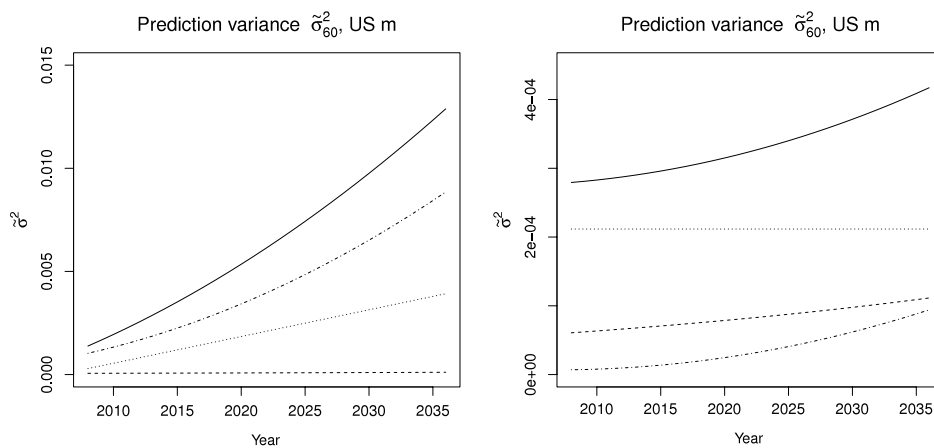 Prediction variance σ̃²₆₀, US m
0.015
0.010
0.005
0.000
σ̃²
2010 2015 2020 2025 2030 2035
Year
Prediction variance σ̃²₆₀, US m
4e−04
2e−04
0e+00
σ̃²
2010 2015 2020 2025 2030 2035
Year